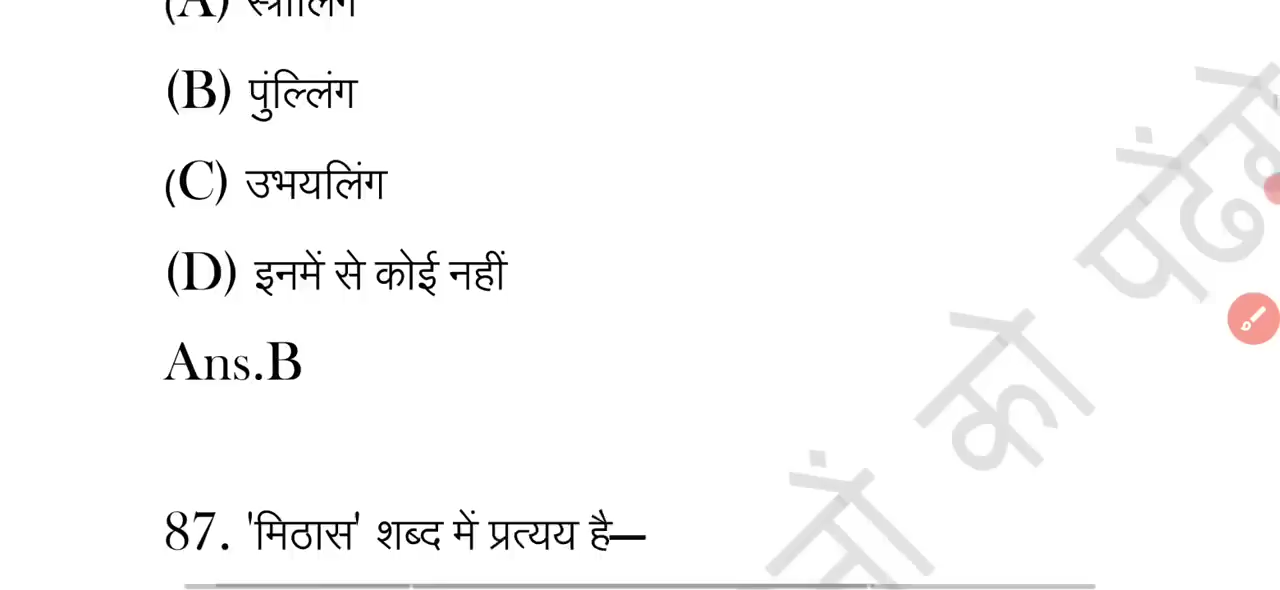 (A) स्त्रीलिंग
(B) पुंल्लिंग
(C) उभयलिंग
(D) इनमें से कोई नहीं
Ans.B
87. 'मिठास' शब्द में प्रत्यय है—
को